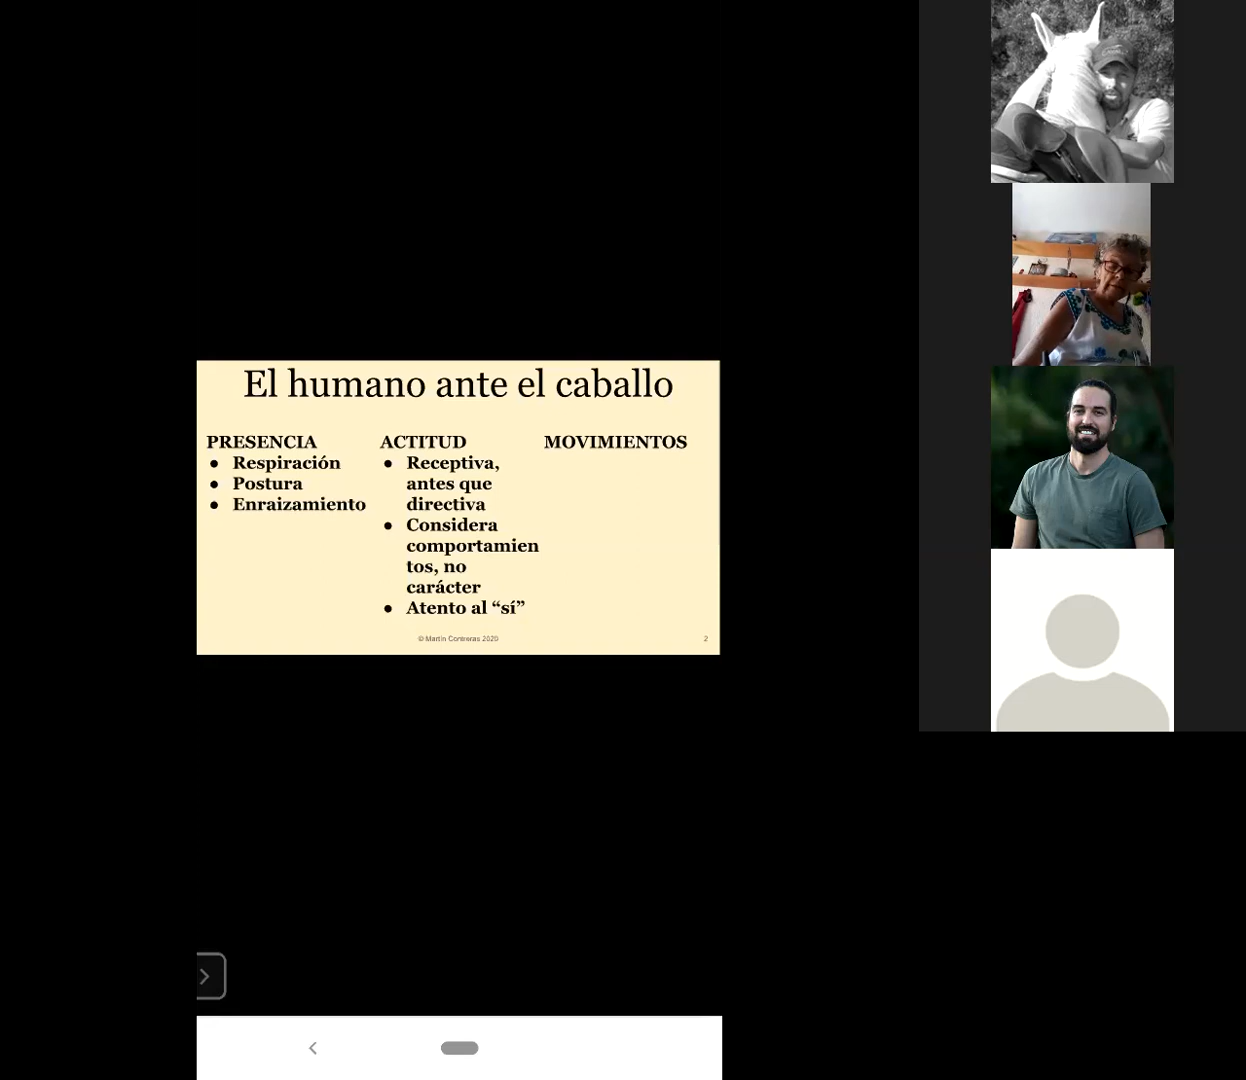 El humano ante el caballo
PRESENCIA
● Respiración
● Postura
● Enraizamiento
ACTITUD
● Receptiva,
antes que
directiva
● Considera
comportamien
tos, no
carácter
● Atento al “sí”
MOVIMIENTOS
© Martín Contreras 2020
2